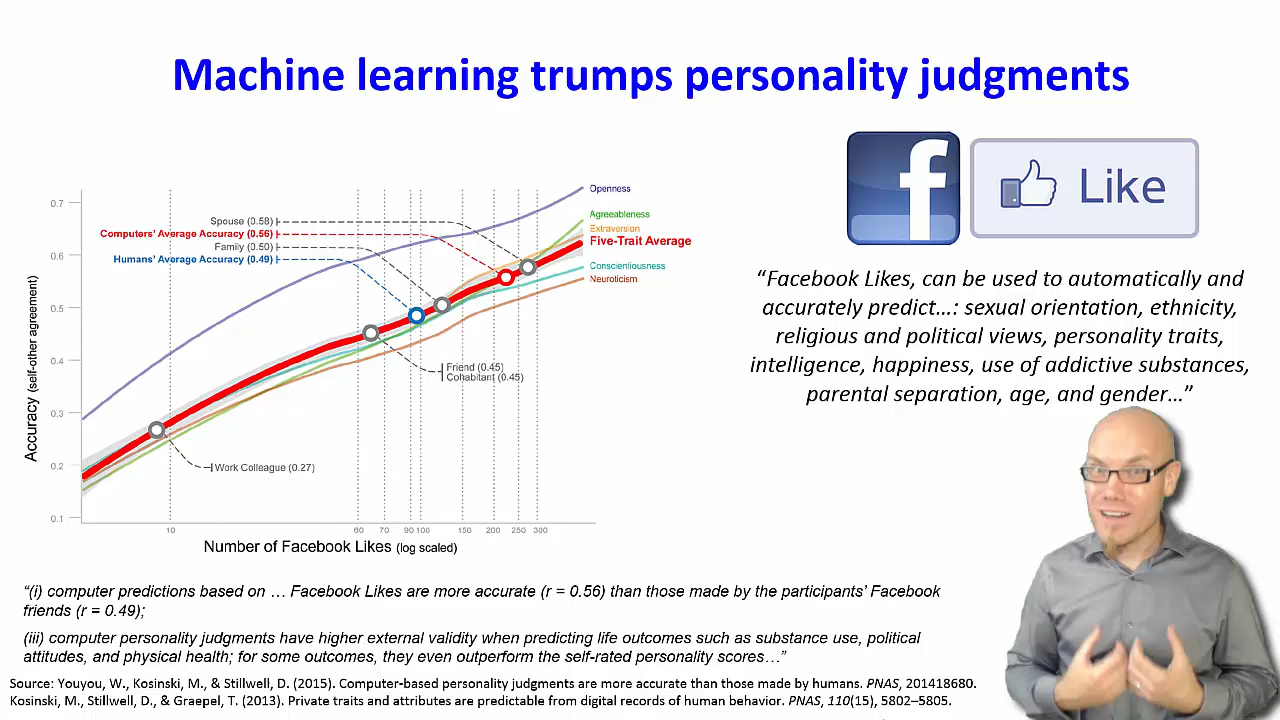 Machine learning trumps personality judgments
f
Like
0.7
0.6
0.5
0.4
0.3
0.2
0.1
Accuracy (self-other agreement)
Spouse (0.58)
Computers' Average Accuracy (0.56)
Family (0.50)
Humans' Average Accuracy (0.49)
Openness
Agreeableness
Extraversion
Five-Trait Average
Conscientiousness
Neuroticism
Friend (0.45)
Cohabitant (0.45)
Work Colleague (0.27)
10
60
70
90
100
150
200
250
300
Number of Facebook Likes (log scaled)
“Facebook Likes, can be used to automatically and
accurately predict…: sexual orientation, ethnicity,
religious and political views, personality traits,
intelligence, happiness, use of addictive substances,
parental separation, age, and gender…”
“(i) computer predictions based on … Facebook Likes are more accurate (r = 0.56) than those made by the participants’ Facebook
friends (r = 0.49);
(iii) computer personality judgments have higher external validity when predicting life outcomes such as substance use, political
attitudes, and physical health; for some outcomes, they even outperform the self-rated personality scores…”
Source: Youyou, W., Kosinski, M., & Stillwell, D. (2015). Computer-based personality judgments are more accurate than those made by humans. PNAS, 201418680.
Kosinski, M., Stillwell, D., & Graepel, T. (2013). Private traits and attributes are predictable from digital records of human behavior. PNAS, 110(15), 5802–5805.